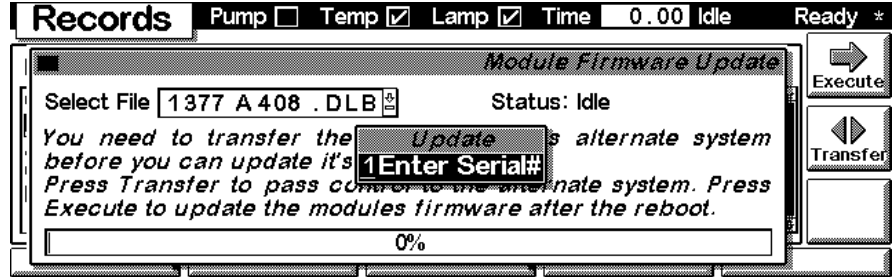 Records Pump Temp Lamp Time 0.00 Idle Ready *
Module Firmware Update
Execute
Select File 1377 A408 .DLB Status: Idle
You need to transfer the s alternate system
Update
before you can update it's
1Enter Serial#
Transfer
Press Transfer to pass control to the alternate system. Press
Execute to update the modules firmware after the reboot.
0%